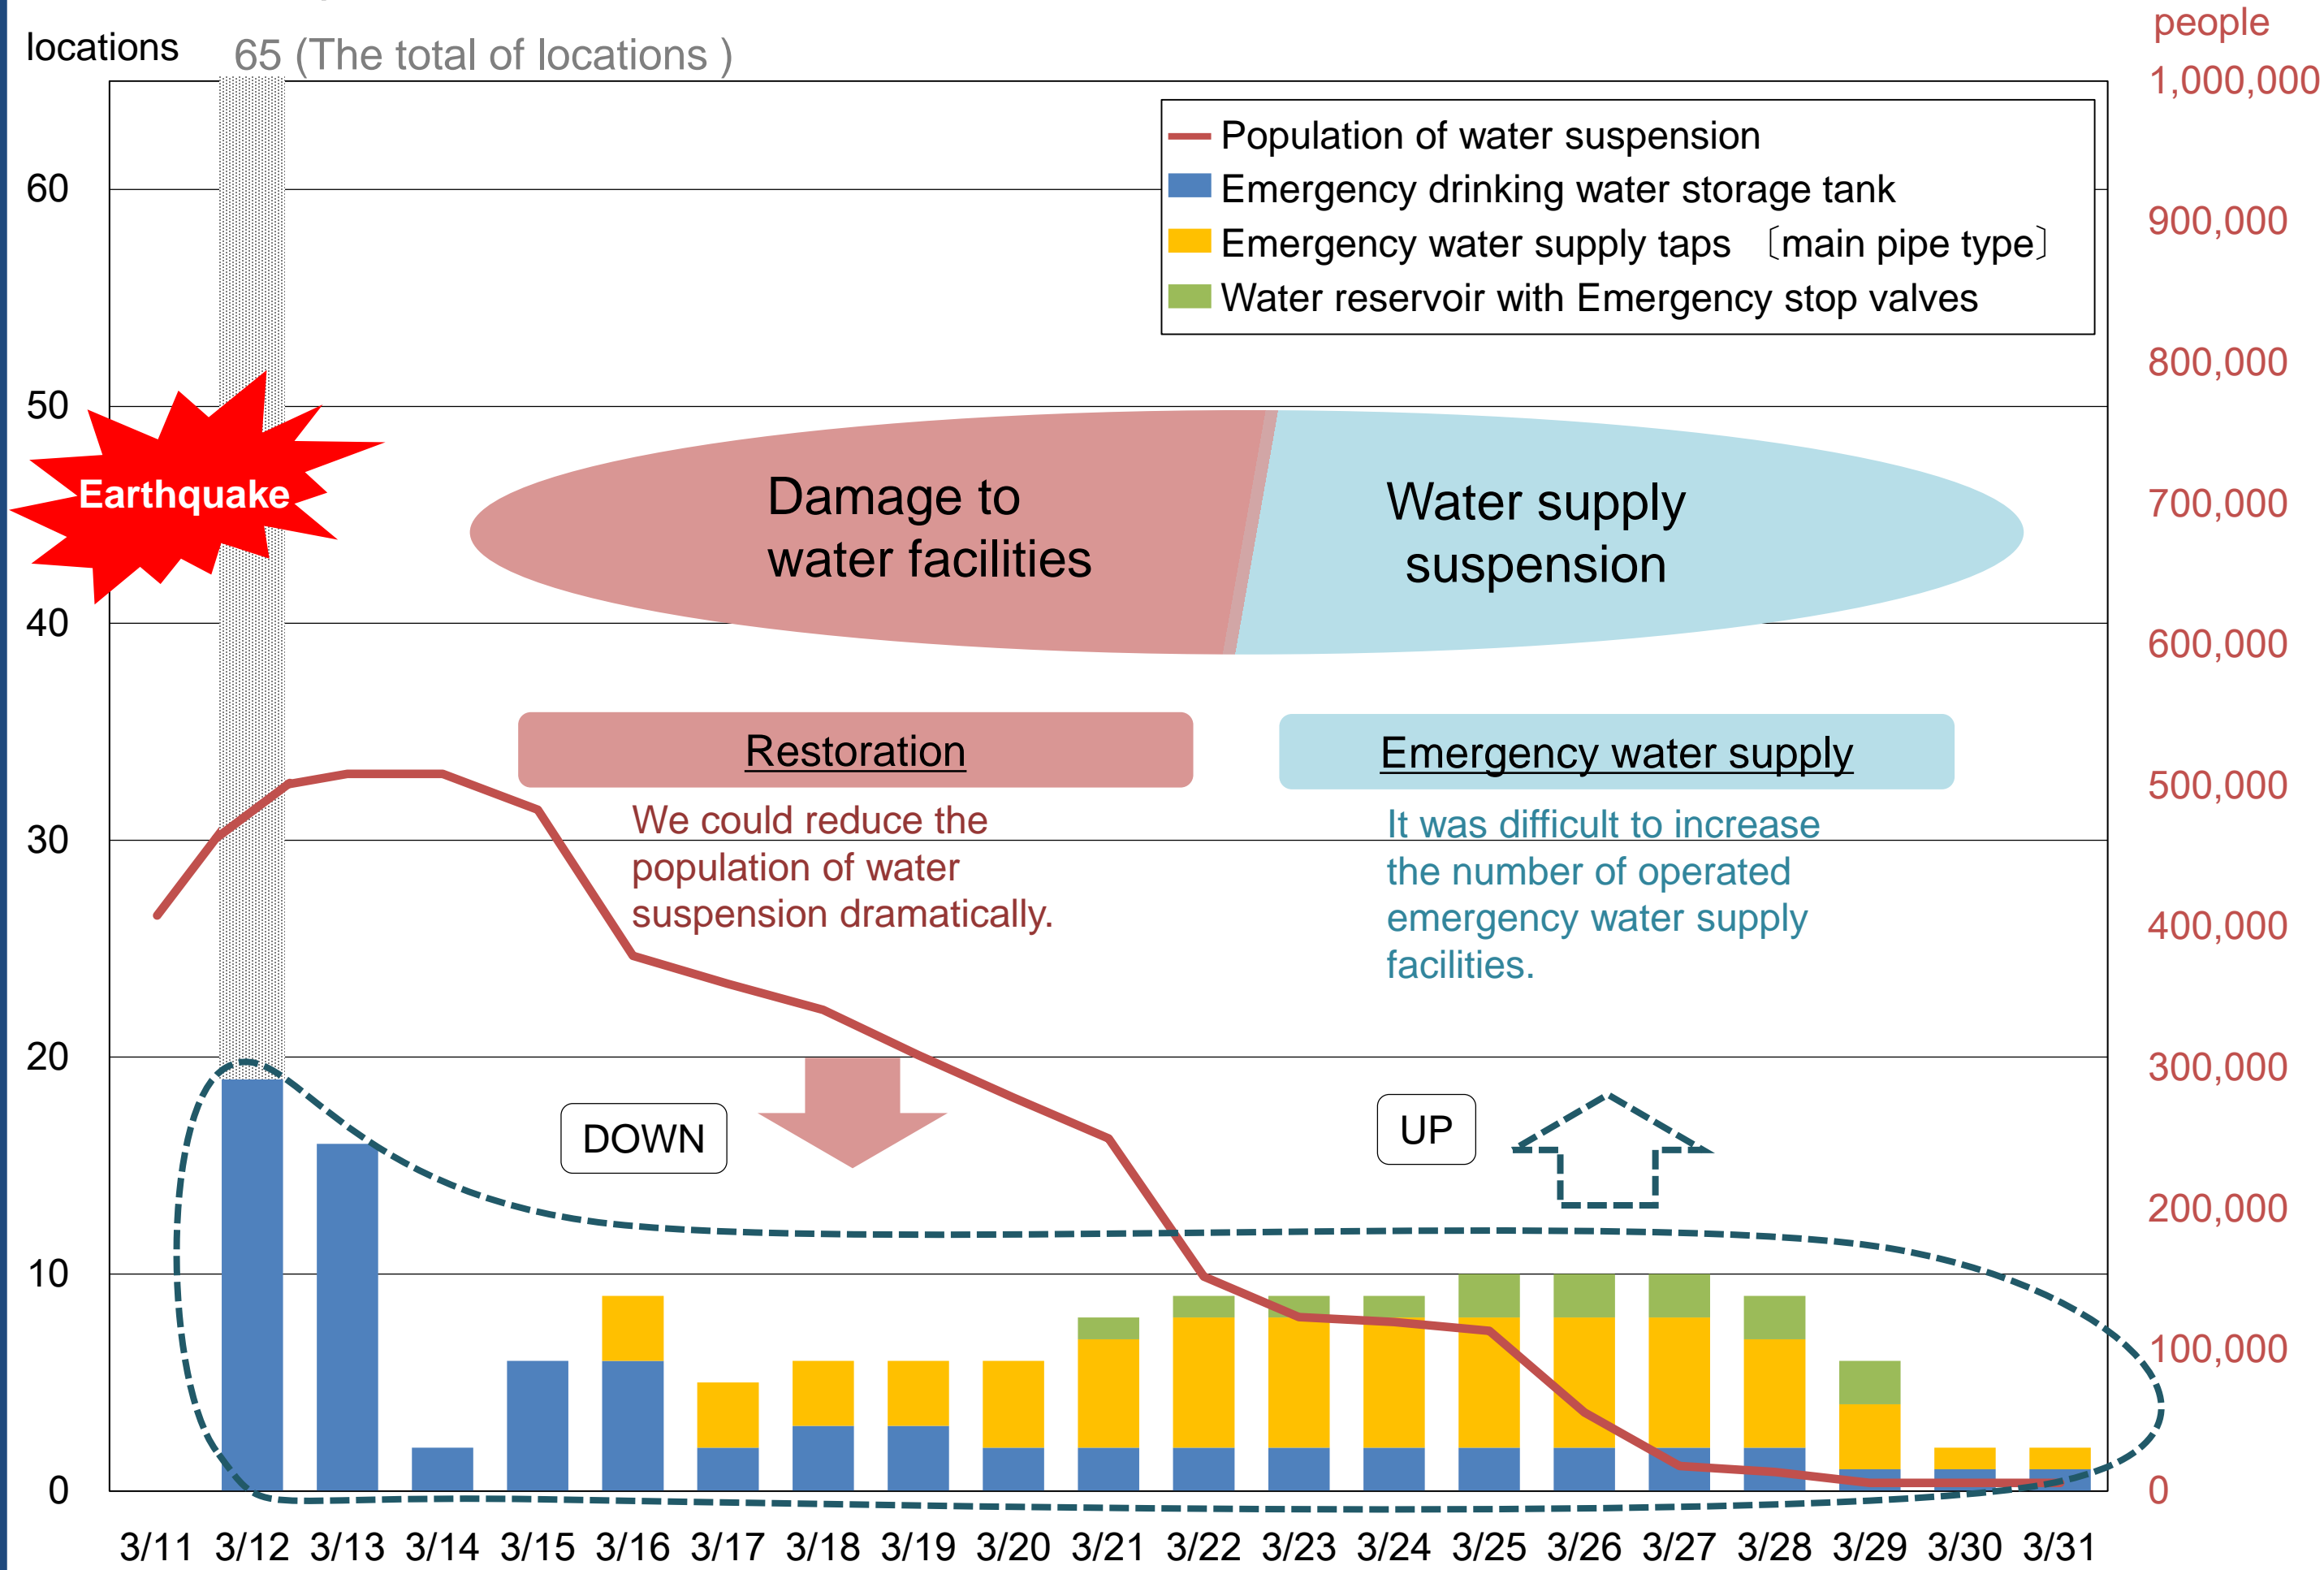 locations
65 (The total of locations )
people
1,000,000
Population of water suspension
Emergency drinking water storage tank
60
Emergency water supply taps 〔main pipe type〕
900,000
Water reservoir with Emergency stop valves
800,000
50
Earthquake
Damage to
water facilities
Water supply
suspension
700,000
40
600,000
Restoration
Emergency water supply
500,000
We could reduce the
population of water
suspension dramatically.
It was difficult to increase
the number of operated
emergency water supply
facilities.
30
400,000
20
300,000
DOWN
UP
200,000
10
100,000
0
0
3/11 3/12 3/13 3/14 3/15 3/16 3/17 3/18 3/19 3/20 3/21 3/22 3/23 3/24 3/25 3/26 3/27 3/28 3/29 3/30 3/31